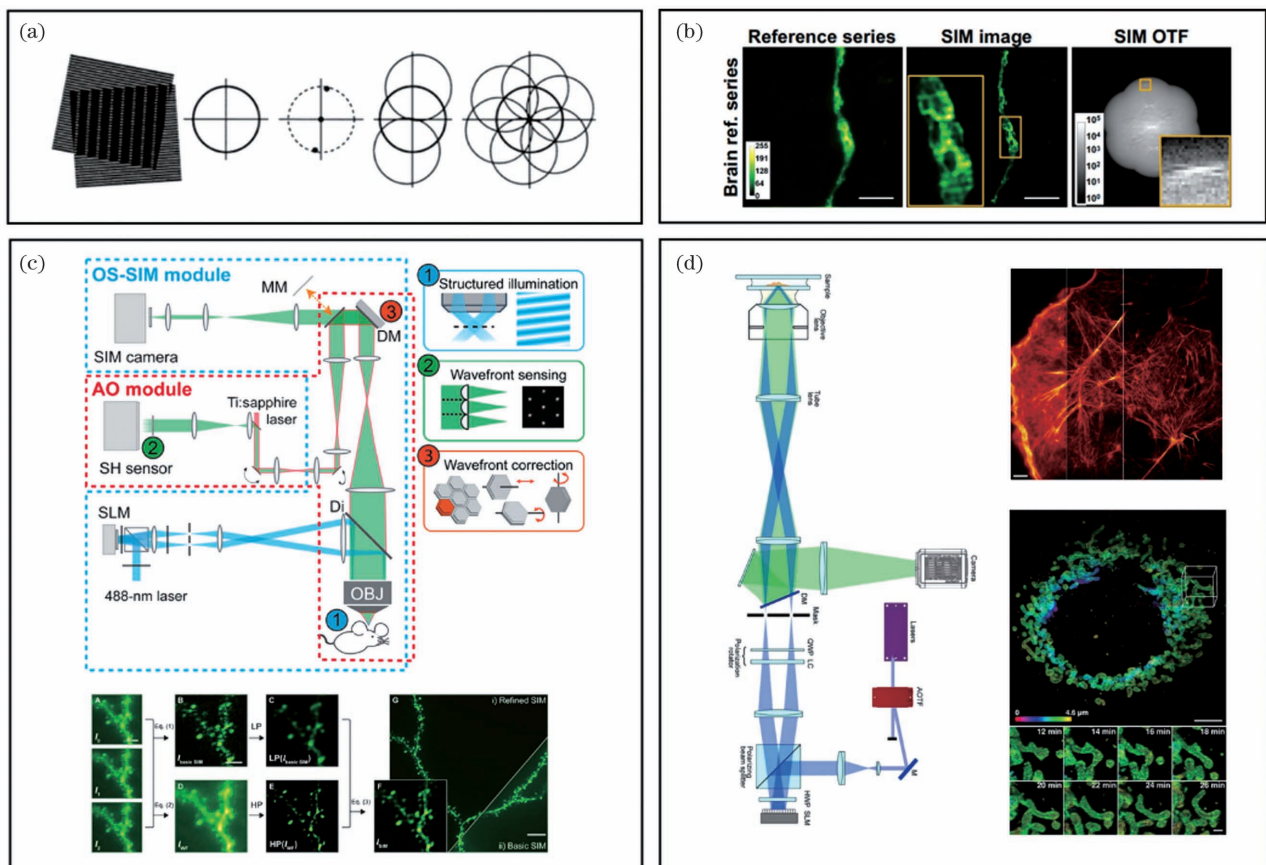 (a)
(b)
Reference series
SIM image
SIM OTF
Brain ref. series
255
191
128
64
0
10⁵
10⁴
10³
10²
10¹
10⁰
(c)
OS-SIM module
MM
3
DM
SIM camera
AO module
Ti:sapphire
laser
2
SH sensor
SLM
Di
488-nm laser
OBJ
1
1
Structured illumination
2
Wavefront sensing
3
Wavefront correction
A
Eq. (1)
B
I basic SIM
LP
C
LP(I basic SIM)
G
i) Refined SIM
Eq. (2)
D
HP
E
Eq. (3)
F
ii) Basic SIM
(d)
Sample
Objective
lens
Tube
lens
Camera
DM
Mask
Lasers
QWP LC
Polarization
rotator
AOTF
Polarizing
beam splitter
M
HWP SLM
0
4.6 μm
12 min
14 min
16 min
18 min
20 min
22 min
24 min
26 min